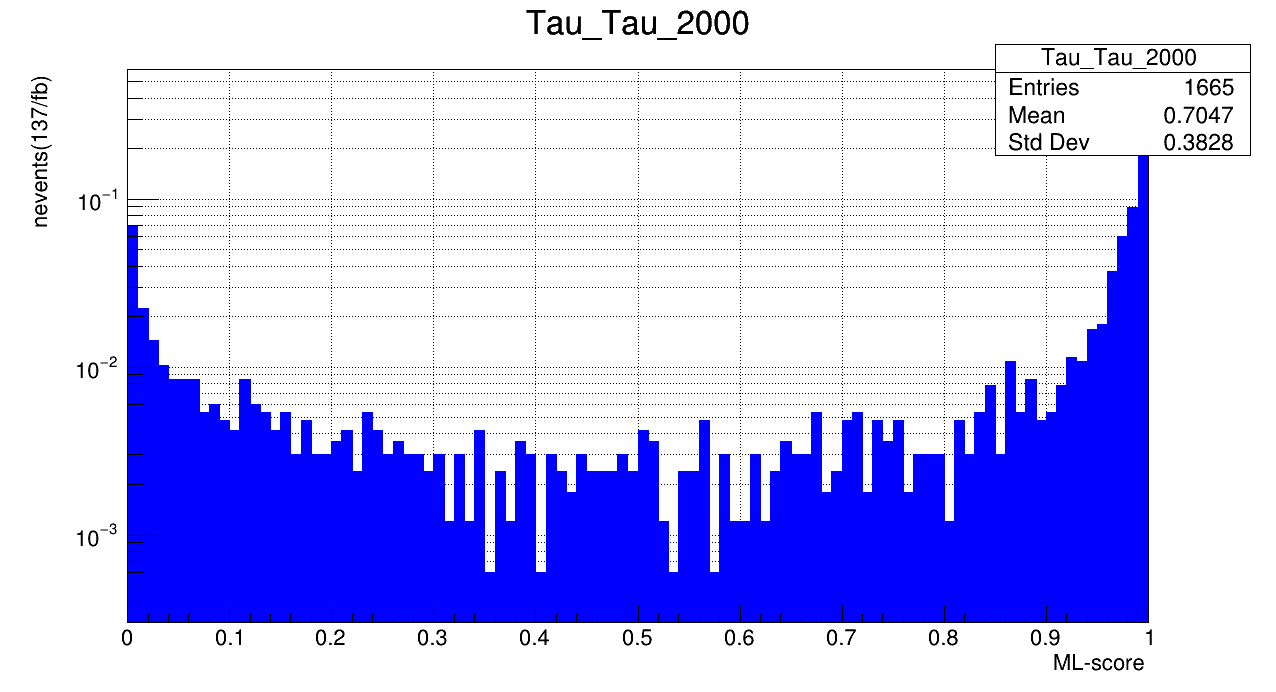 Tau_Tau_2000
Tau_Tau_2000
Entries 1665
Mean 0.7047
Std Dev 0.3828
nevents(137/fb)
10⁻¹
10⁻²
10⁻³
0 0.1 0.2 0.3 0.4 0.5 0.6 0.7 0.8 0.9 1
ML-score